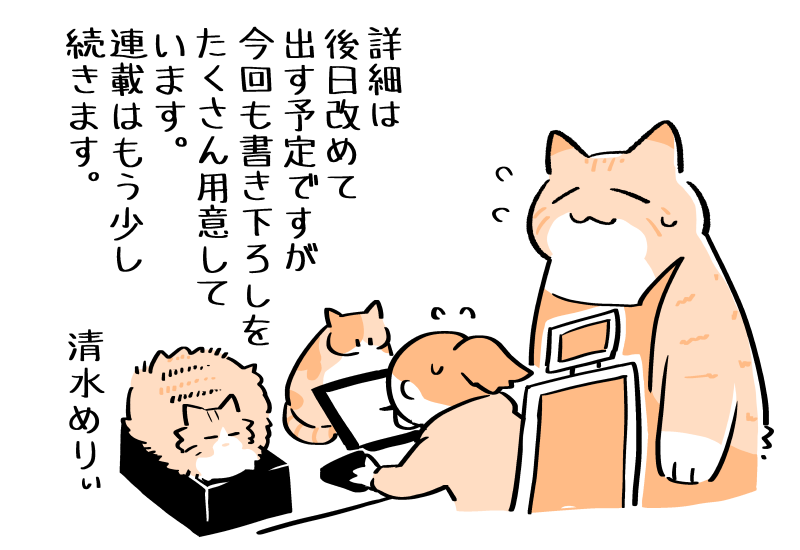 詳細は
後日改めて
出す予定ですが
今回も書き下ろしを
たくさん用意して
います。
連載はもう少し
続きます。
清水めりぃ